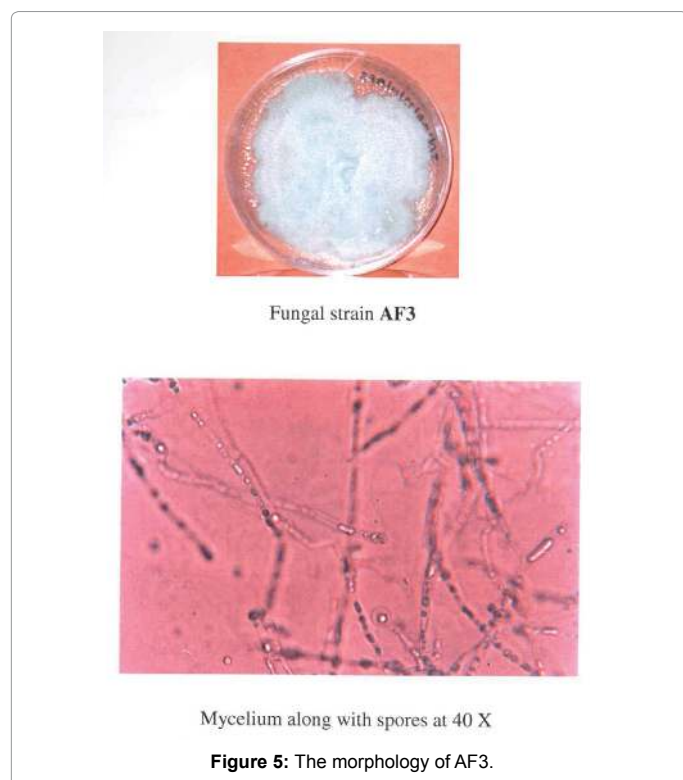 Fungal strain AF3
Mycelium along with spores at 40 X
Figure 5: The morphology of AF3.